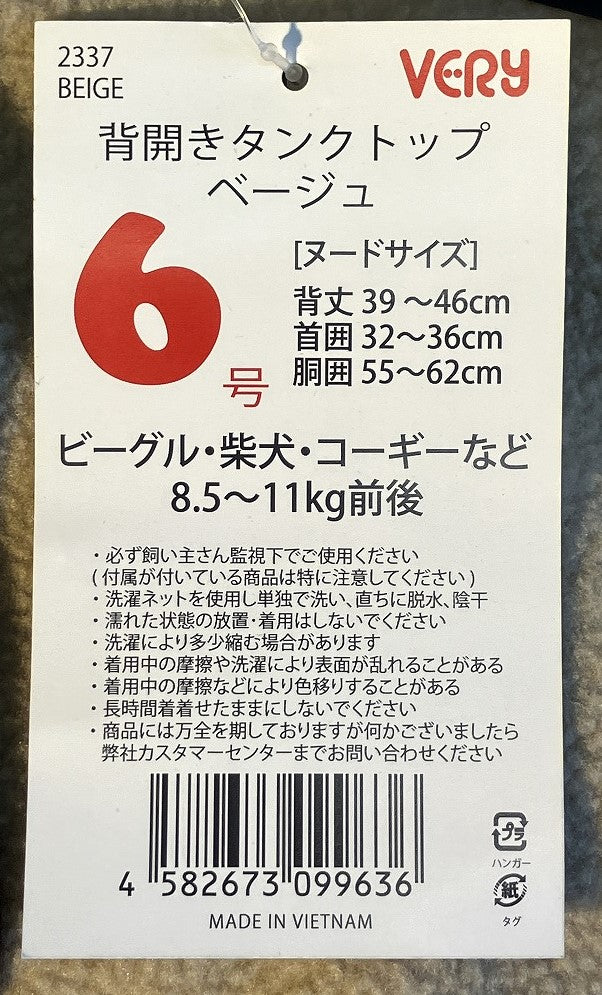 2337
BEIGE
VERY
背開きタンクトップ
ベージュ
6号
[ヌードサイズ]
背丈 39 〜46cm
首囲 32〜36cm
胴囲 55〜62cm
ビーグル・柴犬・コーギーなど
8.5〜11kg前後
・必ず飼い主さん監視下でご使用ください
(付属が付いている商品は特に注意してください)
・洗濯ネットを使用し単独で洗い、直ちに脱水、陰干
・濡れた状態の放置・着用はしないでください
・洗濯により多少縮む場合があります
・着用中の摩擦や洗濯により表面が乱れることがある
・着用中の摩擦などにより色移りすることがある
・長時間着着せたままにしないでください
・商品には万全を期しておりますが何かございましたら
弊社カスタマーセンターまでお問い合わせください
プラ
ハンガー
紙
タグ
4 582673 099636
MADE IN VIETNAM